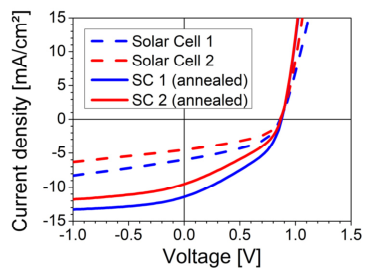 15
10
5
0
-5
-10
-15
Current density [mA/cm²]
Solar Cell 1
Solar Cell 2
SC 1 (annealed)
SC 2 (annealed)
-1.0 -0.5 0.0 0.5 1.0 1.5
Voltage [V]